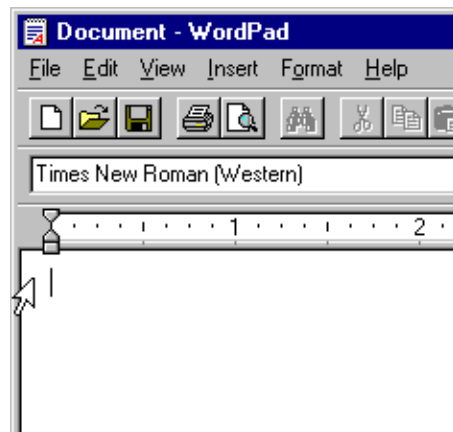 Document - WordPad
File Edit View Insert Format Help
Times New Roman (Western)
1 2